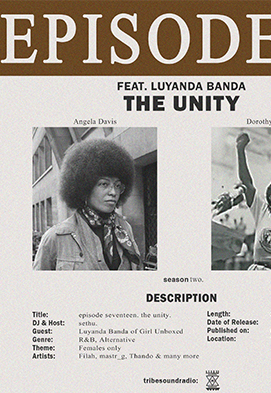 EPISODE
FEAT. LUYANDA BANDA
THE UNITY
Angela Davis
Dorothy
season two.
DESCRIPTION
Title: episode seventeen. the unity.
DJ & Host: sethu.
Guest: Luyanda Banda of Girl Unboxed
Genre: R&B, Alternative
Theme: Females only
Artists: Filah, mastr_g, Thando & many more
Length:
Date of Release:
Published on:
Location:
tribesoundradio: